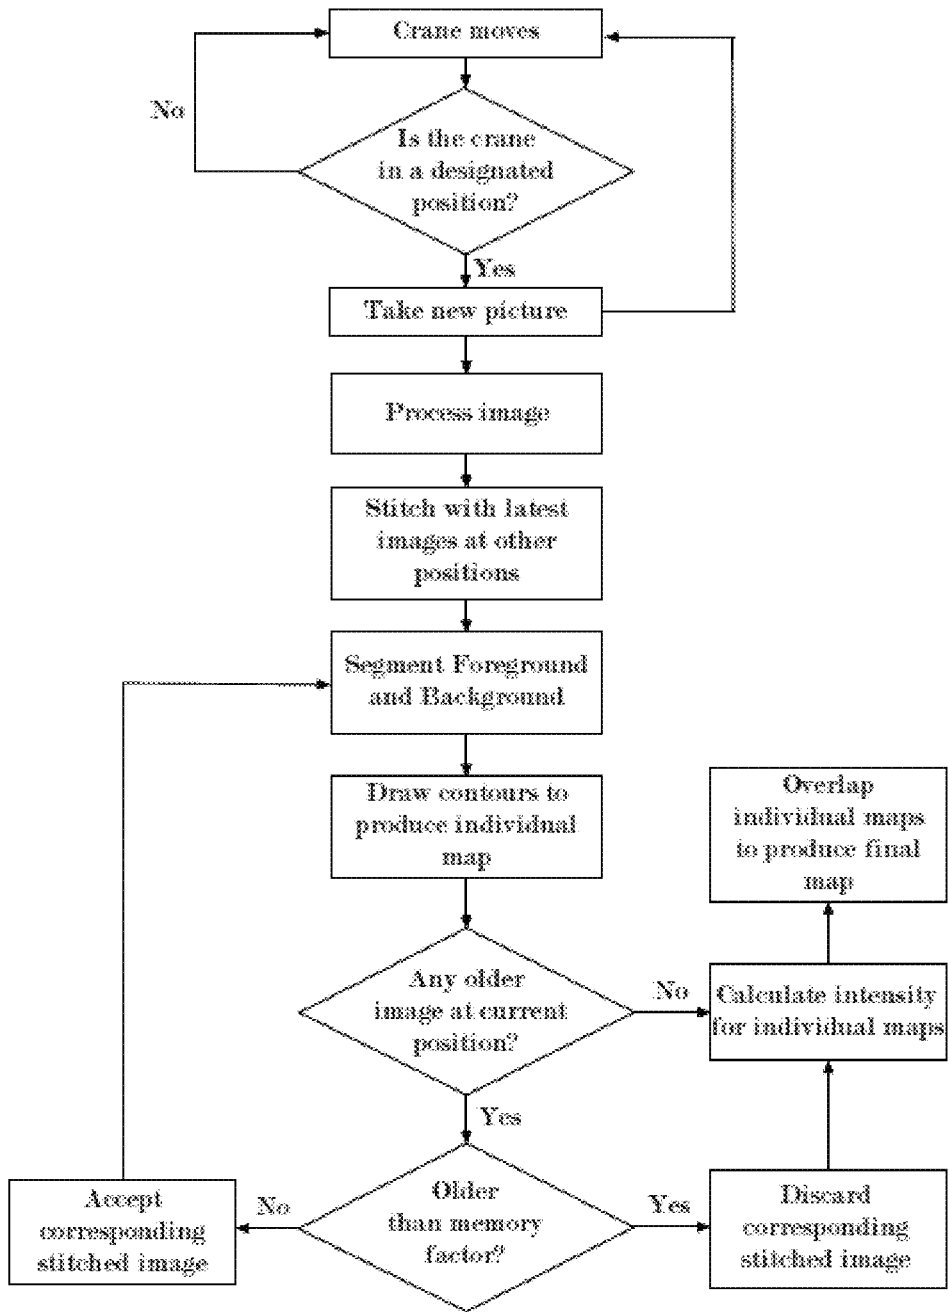 Crane moves
No
Is the crane
in a designated
position?
Yes
Take new picture
Process image
Stitch with latest
images at other
positions
Segment Foreground
and Background
Draw contours to
produce individual
map
Overlap
individual maps
to produce final
map
Any older
image at current
position?
No
Calculate intensity
for individual maps
Yes
Older
than memory
factor?
No
Accept
corresponding
stitched image
Yes
Discard
corresponding
stitched image